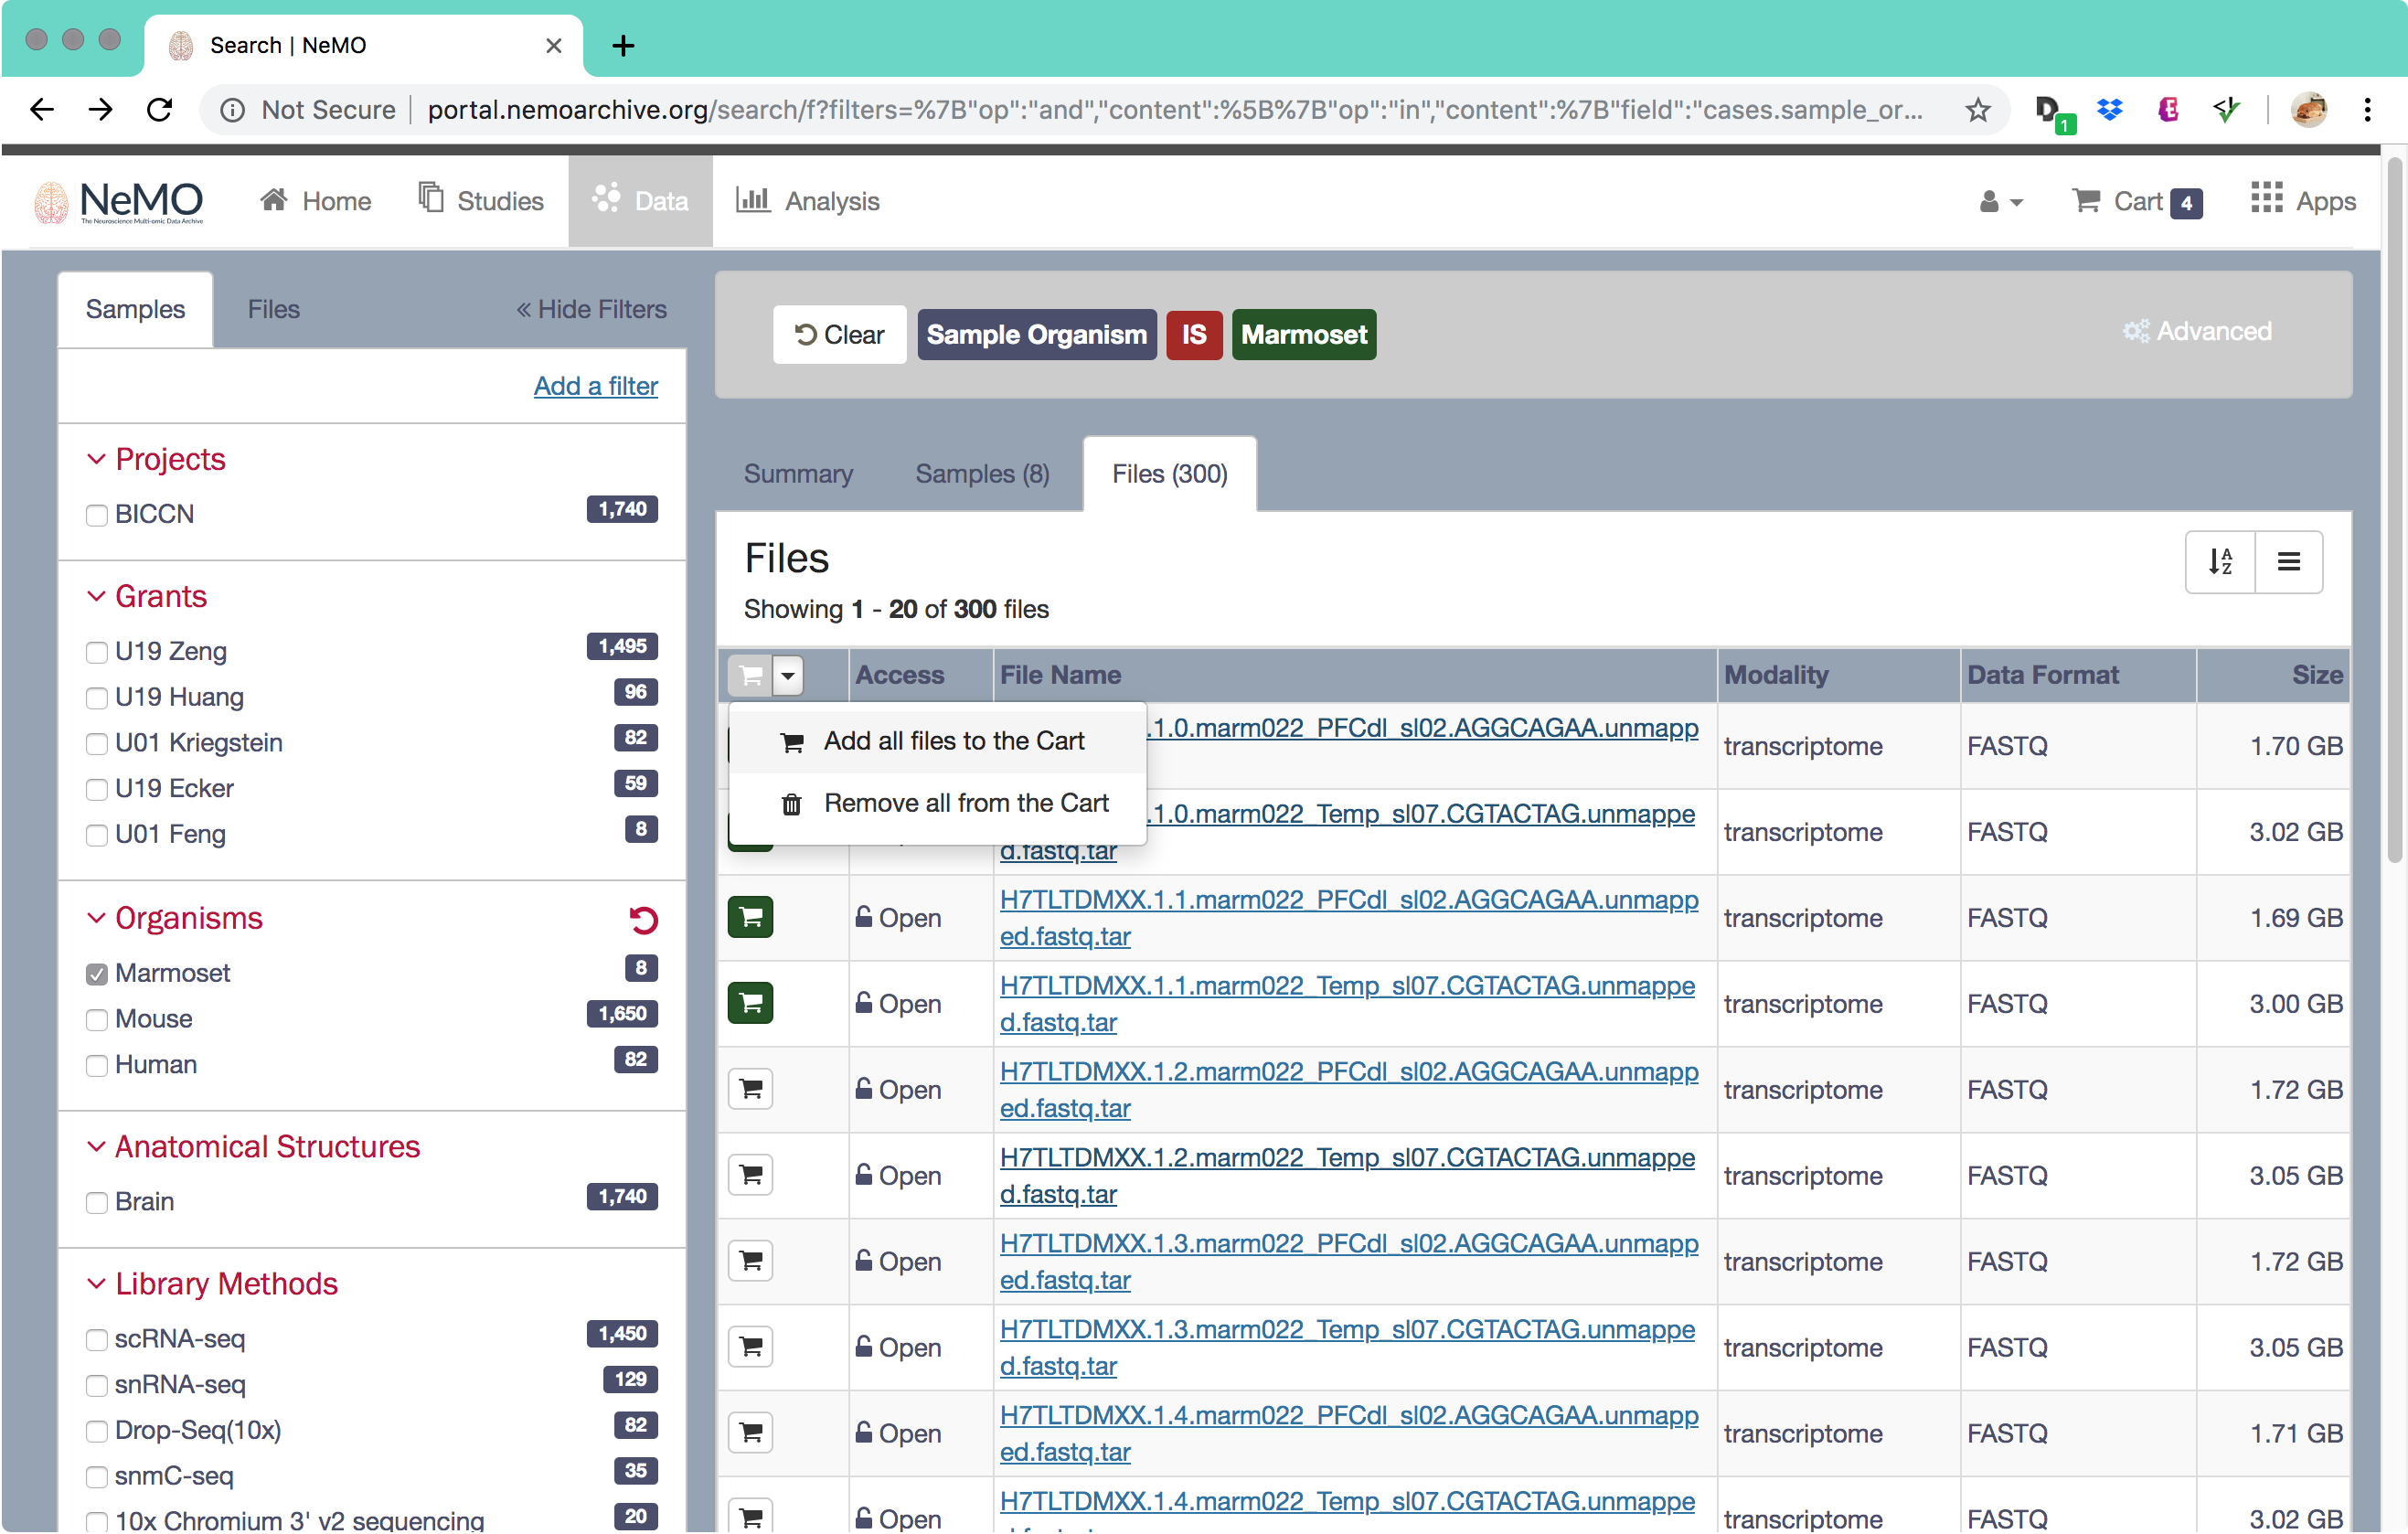 Search | NeMO
Not Secure
portal.nemoarchive.org/search/f?filters=%7B"op":"and","content":%5B%7B"op":"in","content":%7B"field":"cases.sample_or...
1
NeMO
The Neuroscience Multi-omic Data Archive
Home
Studies
Data
Analysis
Cart 4
Apps
Samples
Files
« Hide Filters
Add a filter
Projects
BICCN 1,740
Grants
U19 Zeng 1,495
U19 Huang 96
U01 Kriegstein 82
U19 Ecker 59
U01 Feng 8
Organisms
Marmoset 8
Mouse 1,650
Human 82
Anatomical Structures
Brain 1,740
Library Methods
scRNA-seq 1,450
snRNA-seq 129
Drop-Seq(10x) 82
snmC-seq 35
10x Chromium 3' v2 sequencing 20
Clear Sample Organism IS Marmoset
Advanced
Summary
Samples (8)
Files (300)
Files
Showing 1 - 20 of 300 files
Access File Name Modality Data Format Size
Add all files to the Cart
Remove all from the Cart
.1.0.marm022_PFCdl_sl02.AGGCAGAA.unmapp
transcriptome FASTQ 1.70 GB
.1.0.marm022_Temp_sl07.CGTACTAG.unmappe
d.fastq.tar
transcriptome FASTQ 3.02 GB
Open
H7TLTDMXX.1.1.marm022_PFCdl_sl02.AGGCAGAA.unmapp
ed.fastq.tar
transcriptome FASTQ 1.69 GB
Open
H7TLTDMXX.1.1.marm022_Temp_sl07.CGTACTAG.unmappe
d.fastq.tar
transcriptome FASTQ 3.00 GB
Open
H7TLTDMXX.1.2.marm022_PFCdl_sl02.AGGCAGAA.unmapp
ed.fastq.tar
transcriptome FASTQ 1.72 GB
Open
H7TLTDMXX.1.2.marm022_Temp_sl07.CGTACTAG.unmappe
d.fastq.tar
transcriptome FASTQ 3.05 GB
Open
H7TLTDMXX.1.3.marm022_PFCdl_sl02.AGGCAGAA.unmapp
ed.fastq.tar
transcriptome FASTQ 1.72 GB
Open
H7TLTDMXX.1.3.marm022_Temp_sl07.CGTACTAG.unmappe
d.fastq.tar
transcriptome FASTQ 3.05 GB
Open
H7TLTDMXX.1.4.marm022_PFCdl_sl02.AGGCAGAA.unmapp
ed.fastq.tar
transcriptome FASTQ 1.71 GB
Open
H7TLTDMXX.1.4.marm022_Temp_sl07.CGTACTAG.unmappe
transcriptome FASTQ 3.02 GB